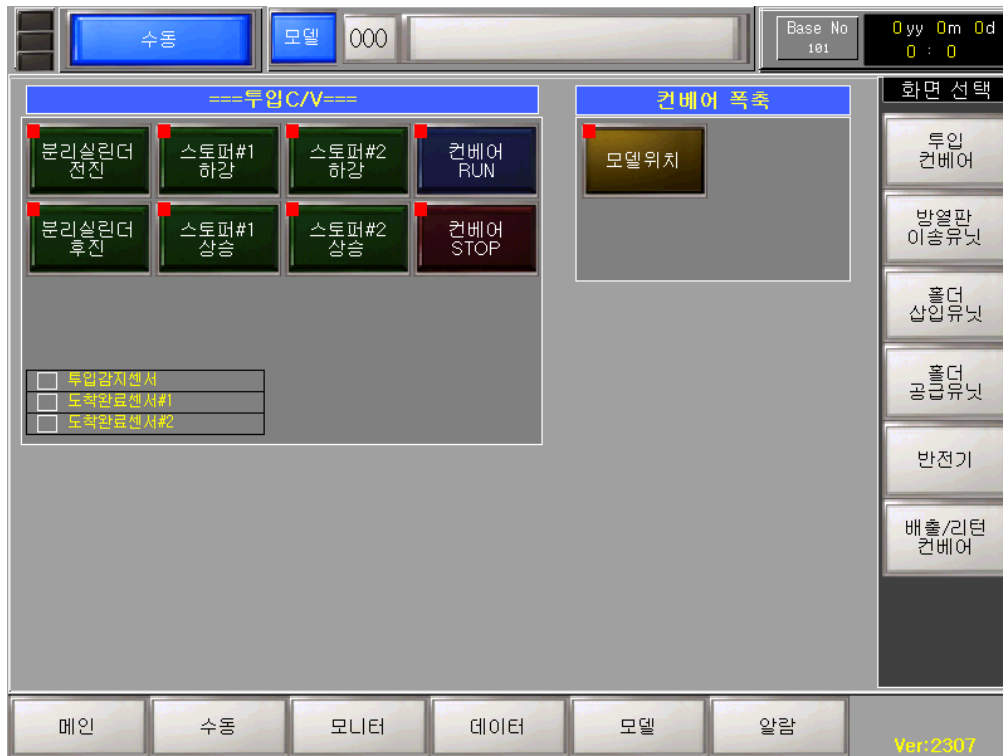 수동
모델
000
Base No
101
0yy 0m 0d
0 : 0
===투입C/V===
분리실린더
전진
스토퍼#1
하강
스토퍼#2
하강
컨베어
RUN
분리실린더
후진
스토퍼#1
상승
스토퍼#2
상승
컨베어
STOP
투입감지센서
도착완료센서#1
도착완료센서#2
컨베어 폭축
모델위치
화면 선택
투입
컨베어
방열판
이송유닛
홀더
삽입유닛
홀더
공급유닛
반전기
배출/리턴
컨베어
메인
수동
모니터
데이터
모델
알람
Ver:2307